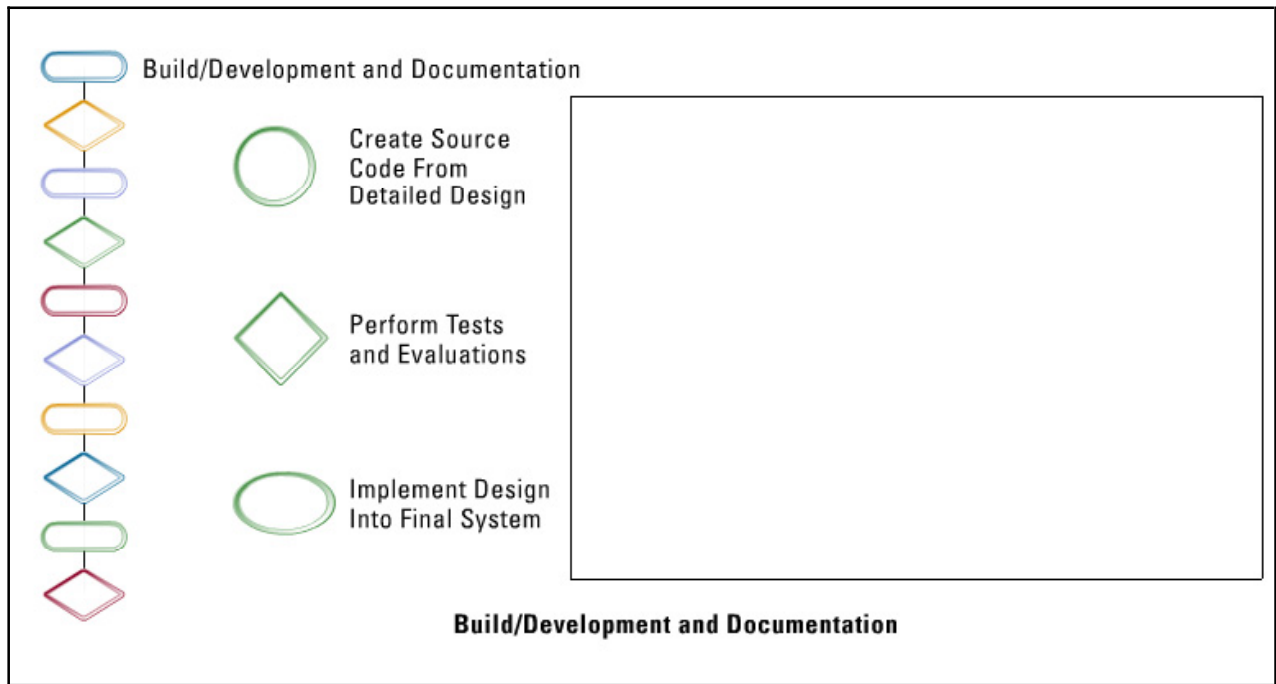 Build/Development and Documentation
Create Source
Code From
Detailed Design
Perform Tests
and Evaluations
Implement Design
Into Final System
Build/Development and Documentation